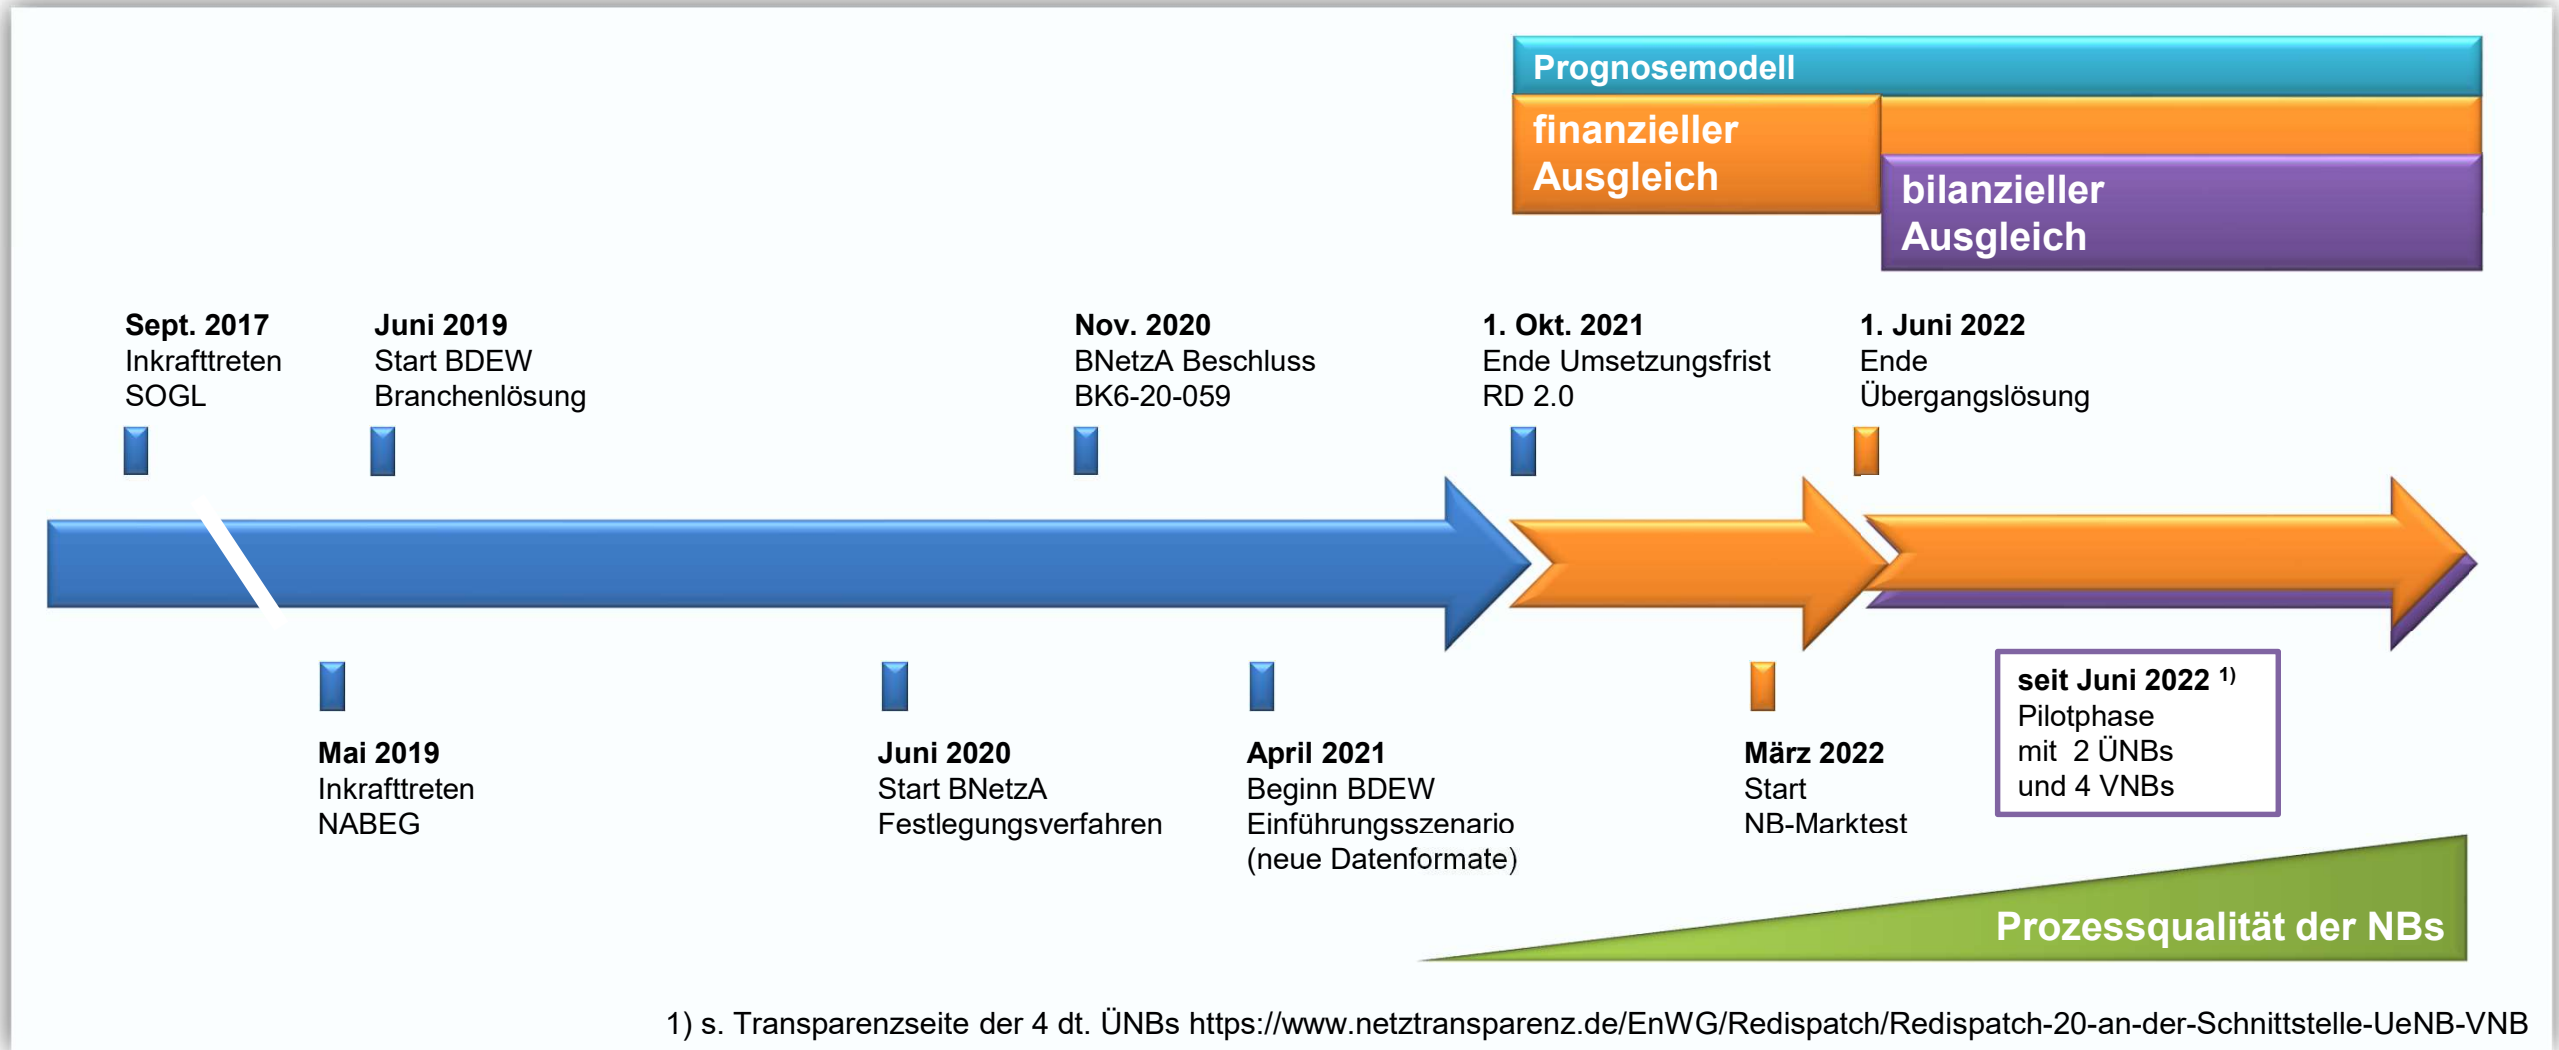 Prognosemodell
finanzieller
Ausgleich
bilanzieller
Ausgleich
Sept. 2017
Inkrafttreten
SOGL
Juni 2019
Start BDEW
Branchenlösung
Nov. 2020
BNetzA Beschluss
BK6-20-059
1. Okt. 2021
Ende Umsetzungsfrist
RD 2.0
1. Juni 2022
Ende
Übergangslösung
Mai 2019
Inkrafttreten
NABEG
Juni 2020
Start BNetzA
Festlegungsverfahren
April 2021
Beginn BDEW
Einführungsszenario
(neue Datenformate)
März 2022
Start
NB-Marktest
seit Juni 2022 1)
Pilotphase
mit 2 ÜNBs
und 4 VNBs
Prozessqualität der NBs
1) s. Transparenzseite der 4 dt. ÜNBs https://www.netztransparenz.de/EnWG/Redispatch/Redispatch-20-an-der-Schnittstelle-UeNB-VNB